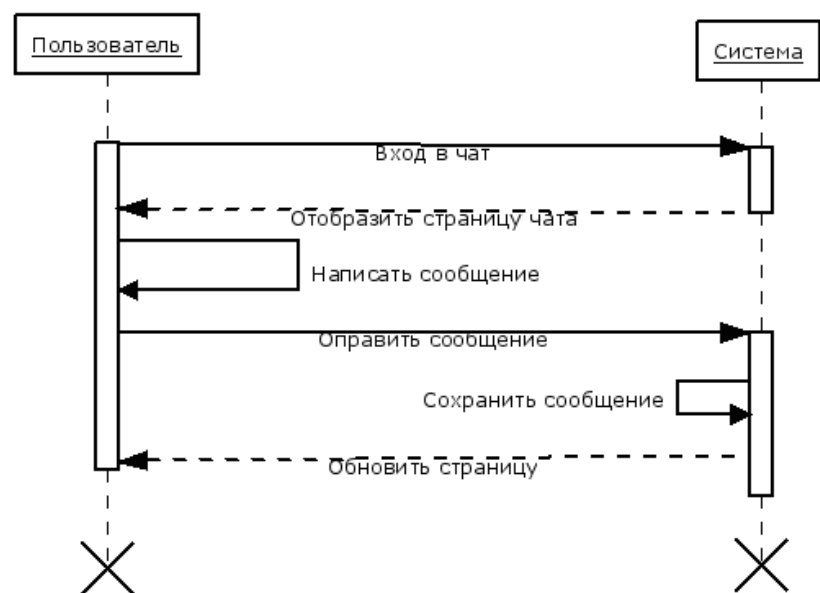 Пользователь
Система
Вход в чат
Отобразить страницу чата
Написать сообщение
Оправить сообщение
Сохранить сообщение
Обновить страницу